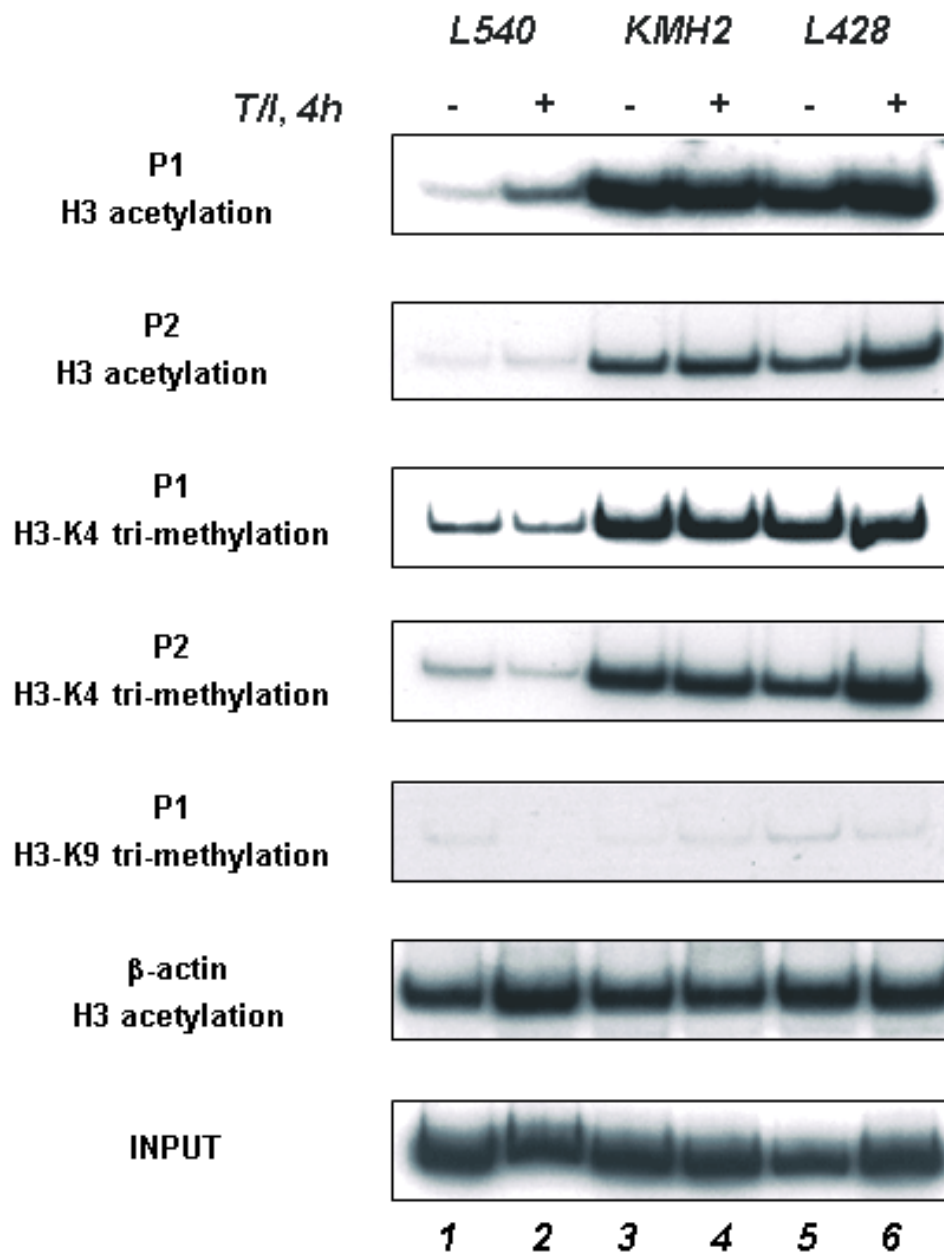 L540 KMH2 L428
T/I, 4h - + - + - +
P1
H3 acetylation
P2
H3 acetylation
P1
H3-K4 tri-methylation
P2
H3-K4 tri-methylation
P1
H3-K9 tri-methylation
β-actin
H3 acetylation
INPUT
1 2 3 4 5 6